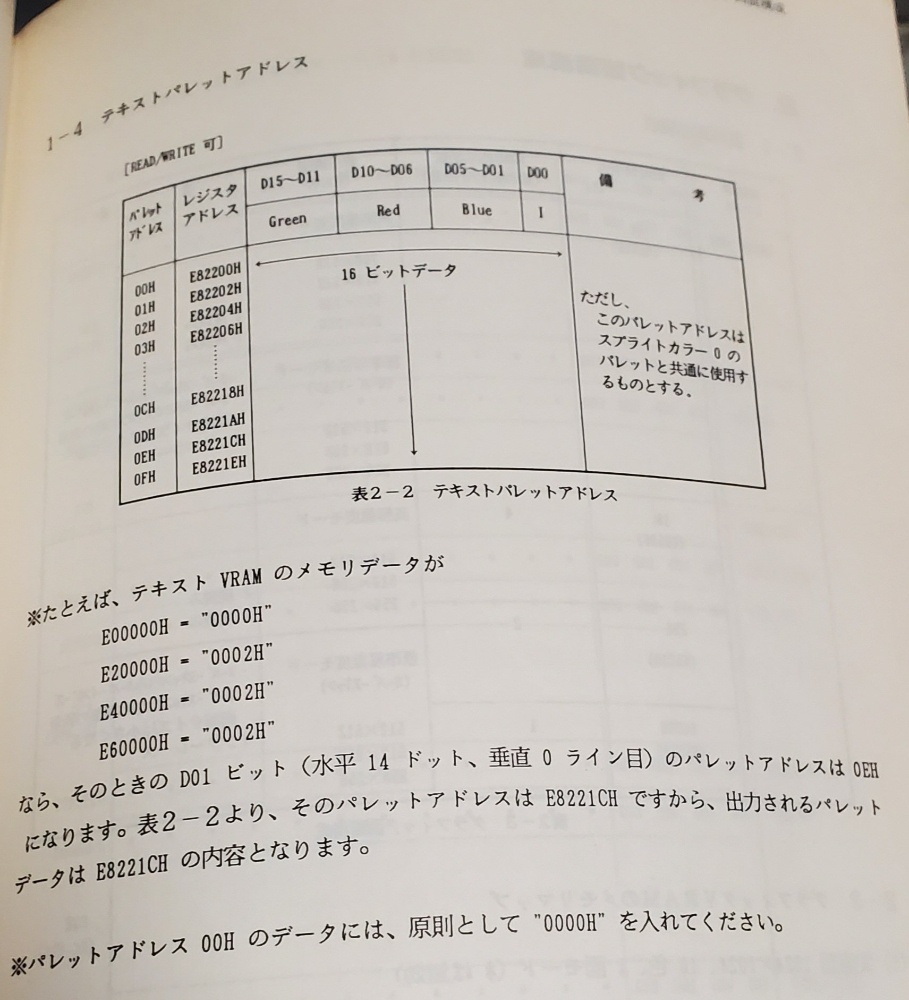 1-4 テキストパレットアドレス
[READ/WRITE 可]
パレットアドレス レジスタアドレス D15～D11 D10～D06 D05～D01 D00 備 考
Green Red Blue I
00H E82200H
16 ビットデータ
01H E82202H
02H E82204H
03H E82206H
0CH E82218H
0DH E8221AH
0EH E8221CH
0FH E8221EH
ただし、
このパレットアドレスは
スプライトカラー 0 の
パレットと共通に使用す
るものとする。
表2-2 テキストパレットアドレス
※たとえば、テキスト VRAM のメモリデータが
E00000H = "0000H"
E20000H = "0002H"
E40000H = "0002H"
E60000H = "0002H"
なら、そのときの D01 ビット（水平 14 ドット、垂直 0 ライン目）のパレットアドレスは 0EH
になります。表2-2より、そのパレットアドレスは E8221CH ですから、出力されるパレット
データは E8221CH の内容となります。
※パレットアドレス 00H のデータには、原則として "0000H" を入れてください。